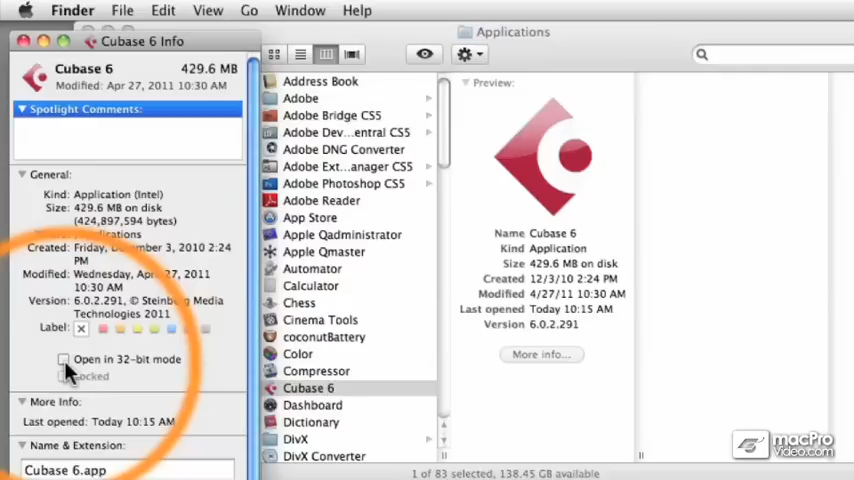 Finder File Edit View Go Window Help
Cubase 6 Info
Cubase 6 429.6 MB
Modified: Apr 27, 2011 10:30 AM
Spotlight Comments:
General:
Kind: Application (Intel)
Size: 429.6 MB on disk
(424,897,594 bytes)
Created: Friday, December 3, 2010 2:24
PM
Modified: Wednesday, April 27, 2011
10:30 AM
Version: 6.0.2.291, © Steinberg Media
Technologies 2011
Label:
Open in 32-bit mode
More Info:
Last opened: Today 10:15 AM
Name & Extension:
Cubase 6.app
Applications
Address Book
Adobe
Adobe Bridge CS5
Adobe Dev...entral CS5
Adobe DNG Converter
Adobe Ext...anager CS5
Adobe Photoshop CS5
Adobe Reader
App Store
Apple Qadministrator
Apple Qmaster
Automator
Calculator
Chess
Cinema Tools
coconutBattery
Color
Compressor
Cubase 6
Dashboard
Dictionary
DivX
DivX Converter
Preview:
Name Cubase 6
Kind Application
Size 429.6 MB on disk
Created 12/3/10 2:24 PM
Modified 4/27/11 10:30 AM
Last opened Today 10:15 AM
Version 6.0.2.291
More info...
1 of 83 selected, 138.45 GB available
macPro
Video.com